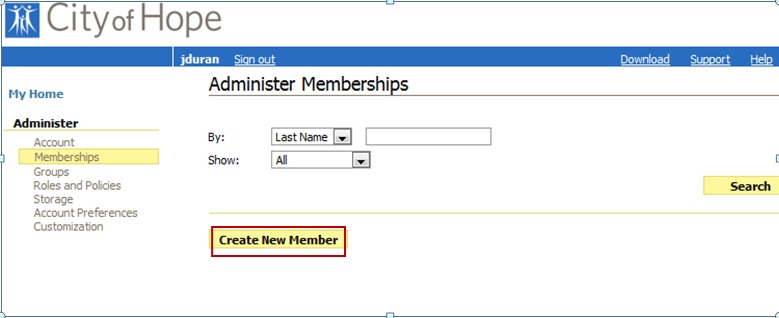 City of Hope
jduran Sign out Download Support Help
My Home
Administer
Account
Memberships
Groups
Roles and Policies
Storage
Account Preferences
Customization
Administer Memberships
By: Last Name
Show: All
Search
Create New Member